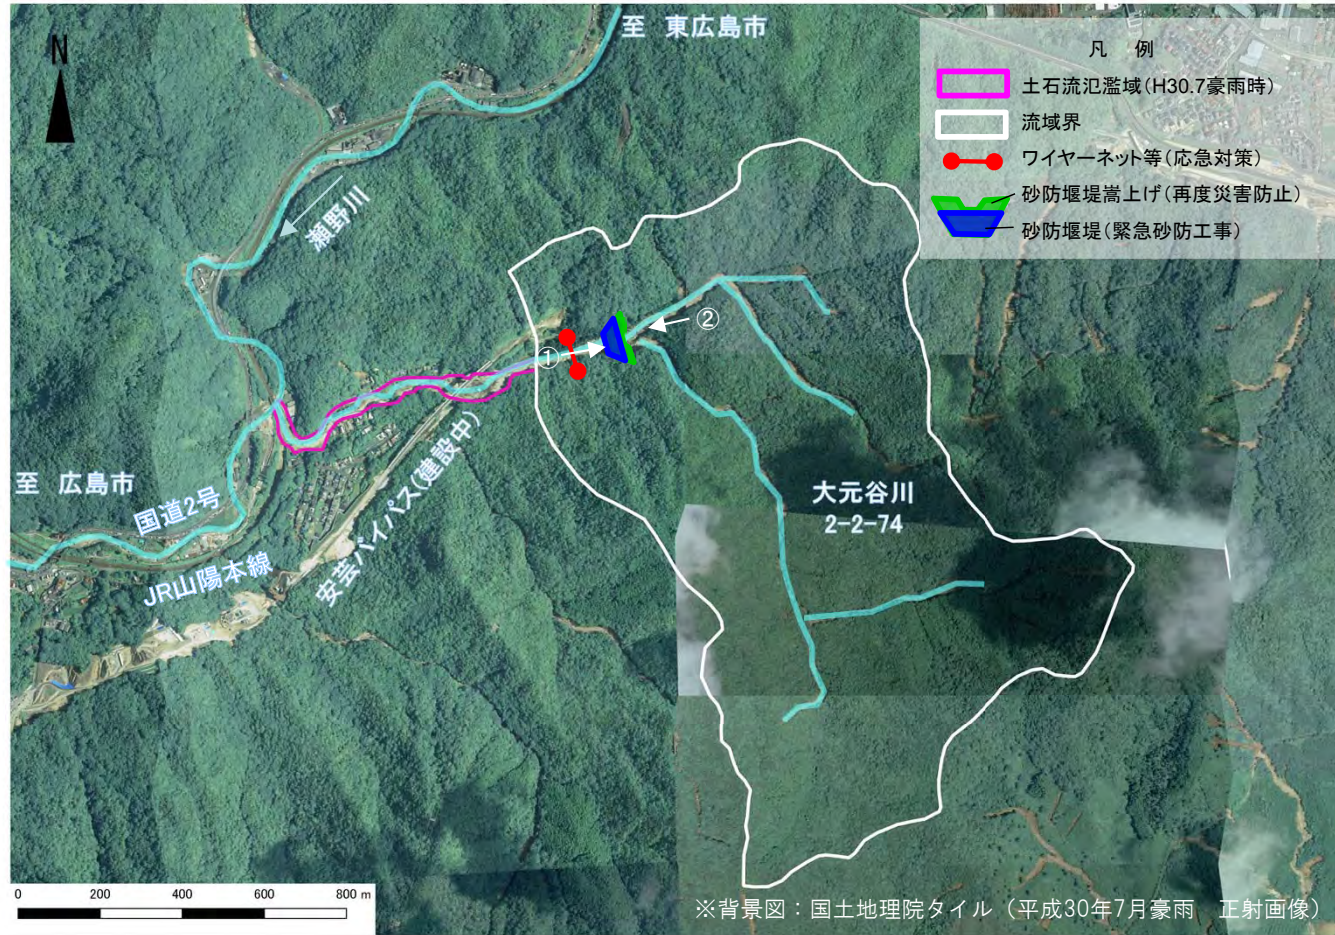 N
至 東広島市
凡 例
土石流氾濫域(H30.7豪雨時)
流域界
ワイヤーネット等(応急対策)
砂防堰堤嵩上げ(再度災害防止)
砂防堰堤(緊急砂防工事)
瀬野川
②
①
至 広島市
国道2号
JR山陽本線
安芸バイパス(建設中)
大元谷川
2-2-74
0 200 400 600 800 m
※背景図：国土地理院タイル（平成30年7月豪雨 正射画像）